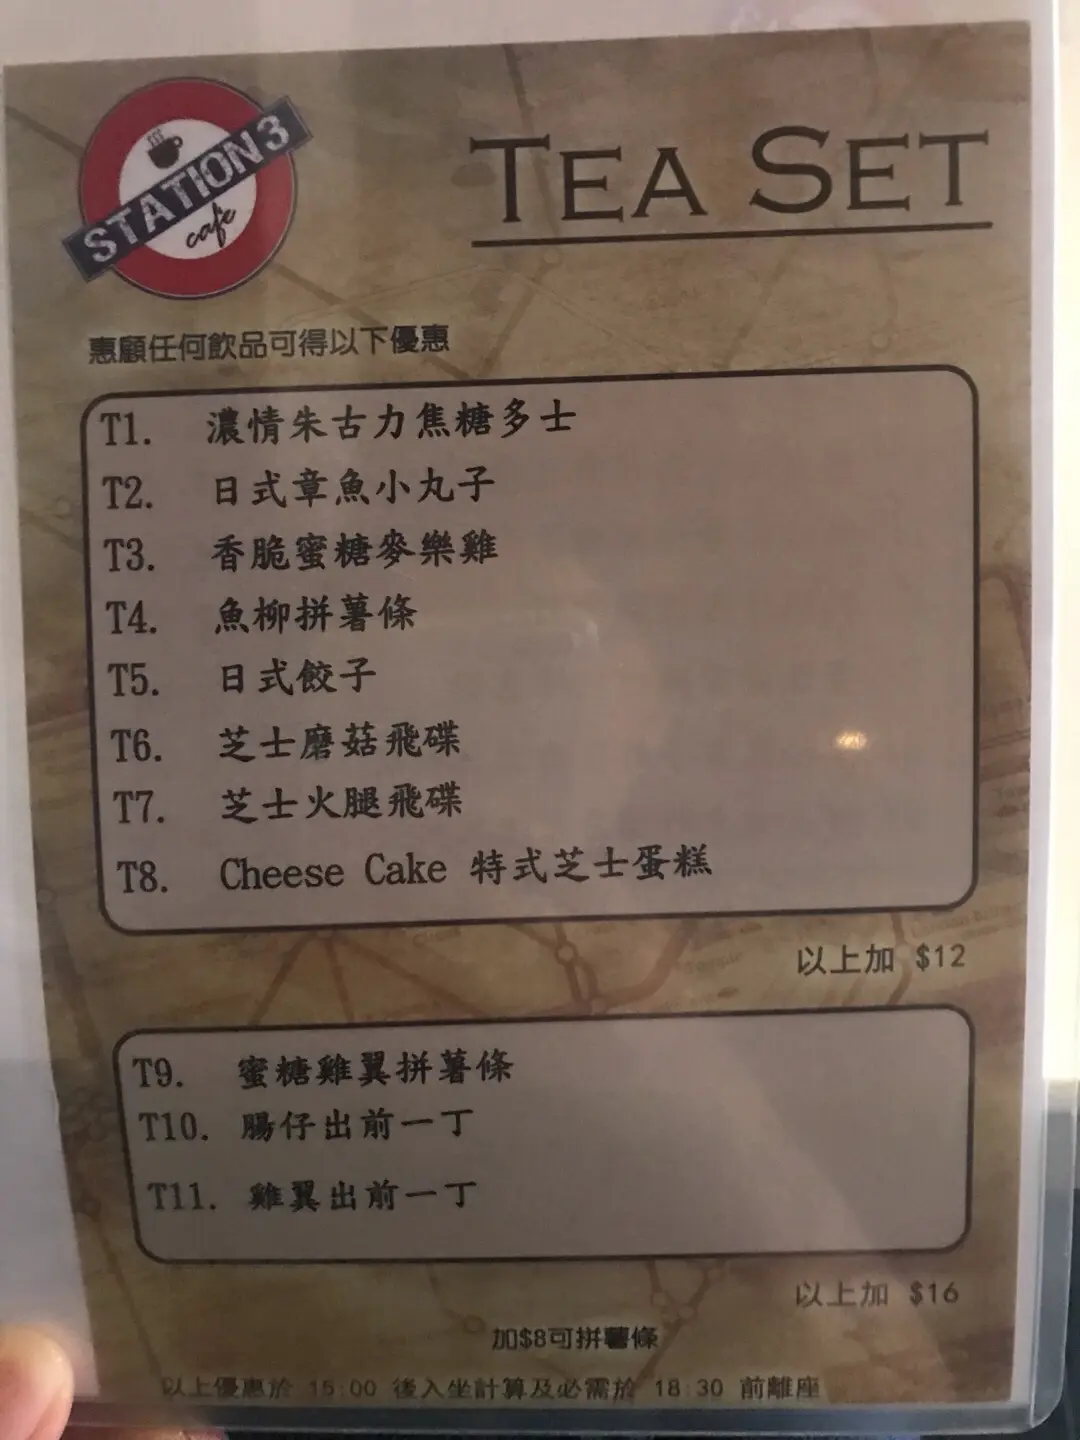 STATION3
cafe
TEA SET
惠顧任何飲品可得以下優惠
T1. 濃情朱古力焦糖多士
T2. 日式章魚小丸子
T3. 香脆蜜糖麥樂雞
T4. 魚柳拼薯條
T5. 日式餃子
T6. 芝士磨菇飛碟
T7. 芝士火腿飛碟
T8. Cheese Cake 特式芝士蛋糕
以上加 $12
T9. 蜜糖雞翼拼薯條
T10. 腸仔出前一丁
T11. 雞翼出前一丁
以上加 $16
加$8可拼薯條
以上優惠於 15:00 後入坐計算及必需於 18:30 前離座